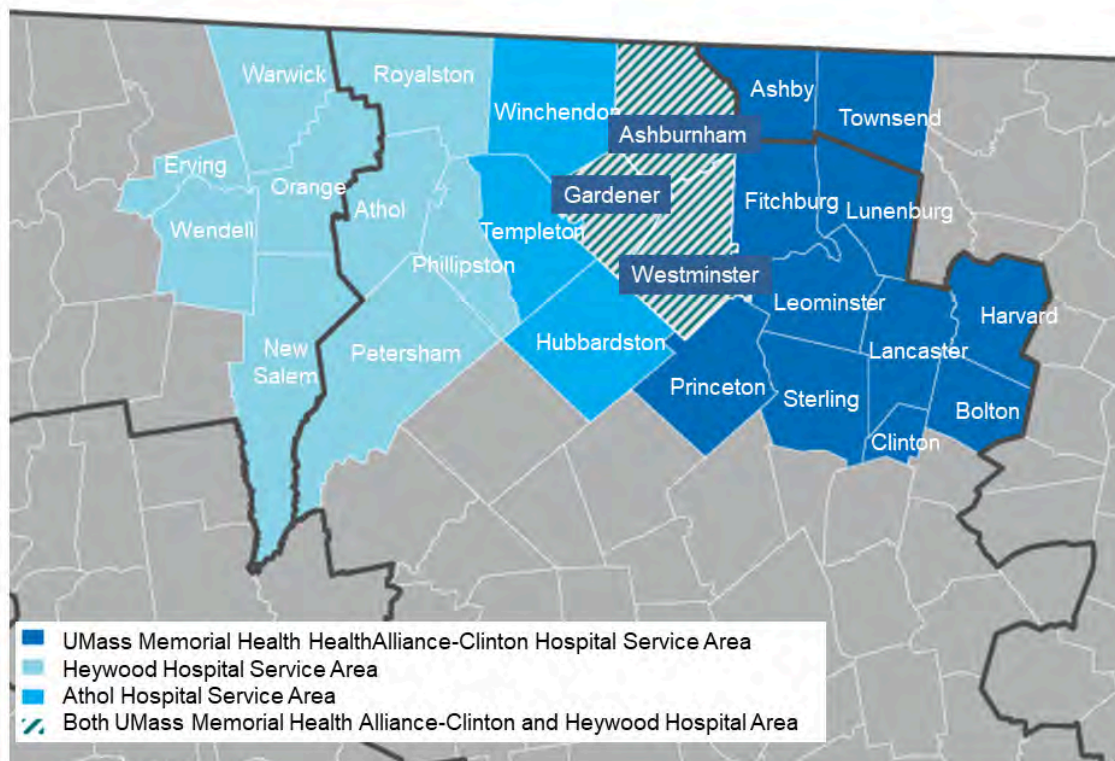 Warwick
Royalston
Winchendon
Ashby
Townsend
Ashburnham
Erving
Orange
Athol
Gardener
Fitchburg
Lunenburg
Wendell
Templeton
Phillipston
Westminster
Leominster
Harvard
New
Salem
Petersham
Hubbardston
Lancaster
Princeton
Sterling
Bolton
Clinton
UMass Memorial Health HealthAlliance-Clinton Hospital Service Area
Heywood Hospital Service Area
Athol Hospital Service Area
Both UMass Memorial Health Alliance-Clinton and Heywood Hospital Area